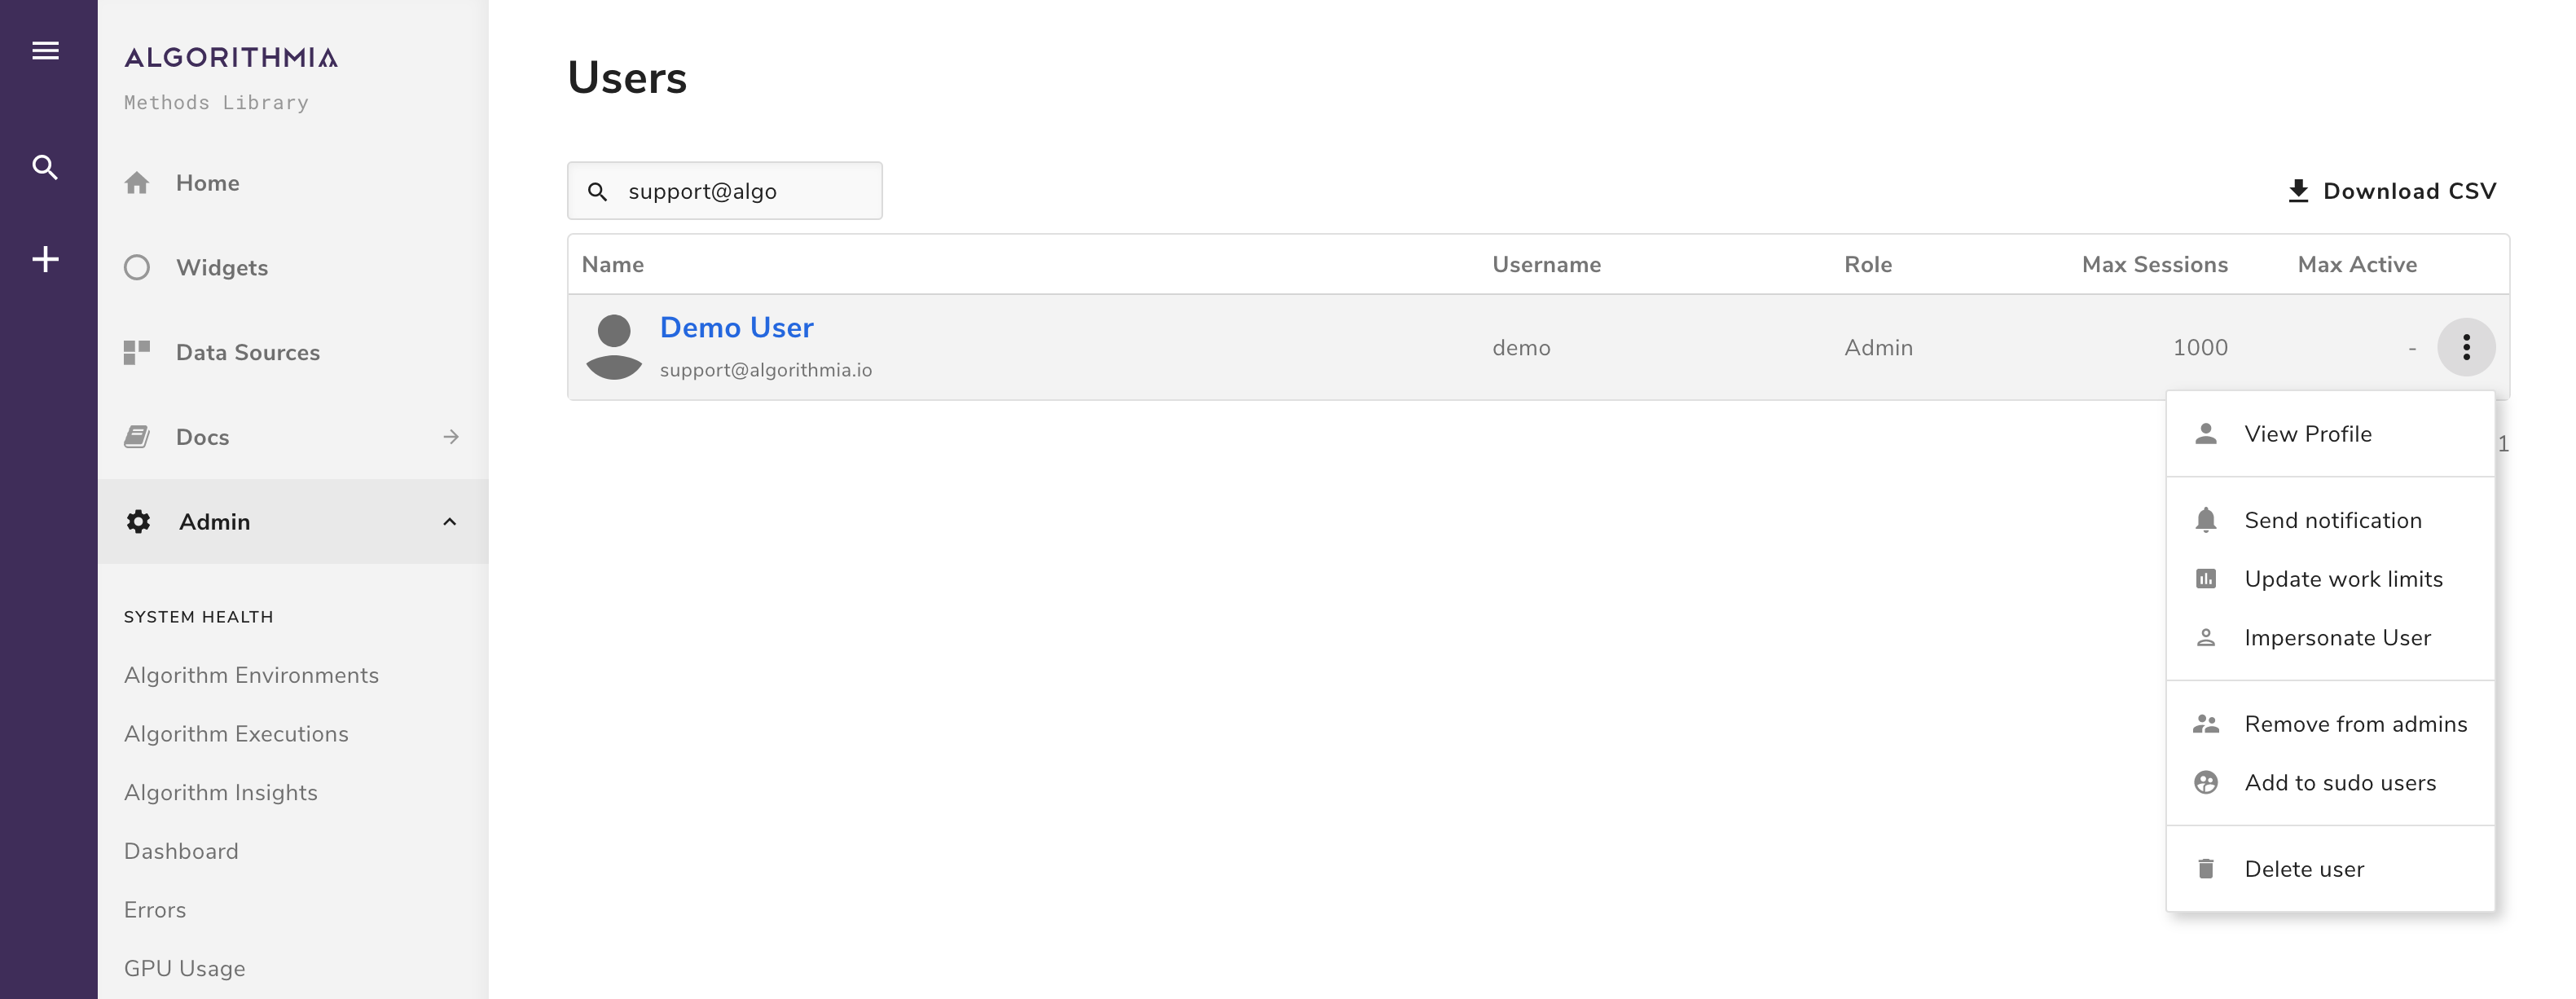 ALGORITHMIA
Methods Library
Home
Widgets
Data Sources
Docs
Admin
SYSTEM HEALTH
Algorithm Environments
Algorithm Executions
Algorithm Insights
Dashboard
Errors
GPU Usage
Users
support@algo
Download CSV
Name Username Role Max Sessions Max Active
Demo User
support@algorithmia.io
demo Admin 1000 -
1
View Profile
Send notification
Update work limits
Impersonate User
Remove from admins
Add to sudo users
Delete user